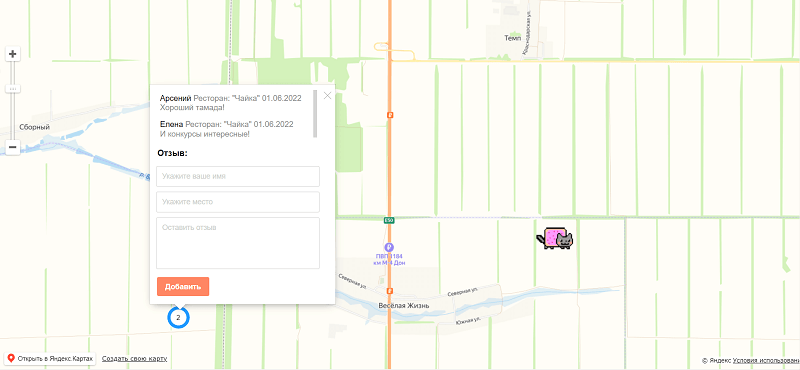 Темп
Краснодарская ул.
Сборный
Арсений Ресторан: "Чайка" 01.06.2022
Хороший тамада!
Елена Ресторан: "Чайка" 01.06.2022
И конкурсы интересные!
Отзыв:
Укажите ваше имя
Укажите место
Оставить отзыв
Добавить
2
E50
ПВП 1184
км М-4 Дон
Северная ул.
Весёлая Жизнь
Северная ул.
Южная ул.
Открыть в Яндекс.Картах
Создать свою карту
© Яндекс Условия использовани